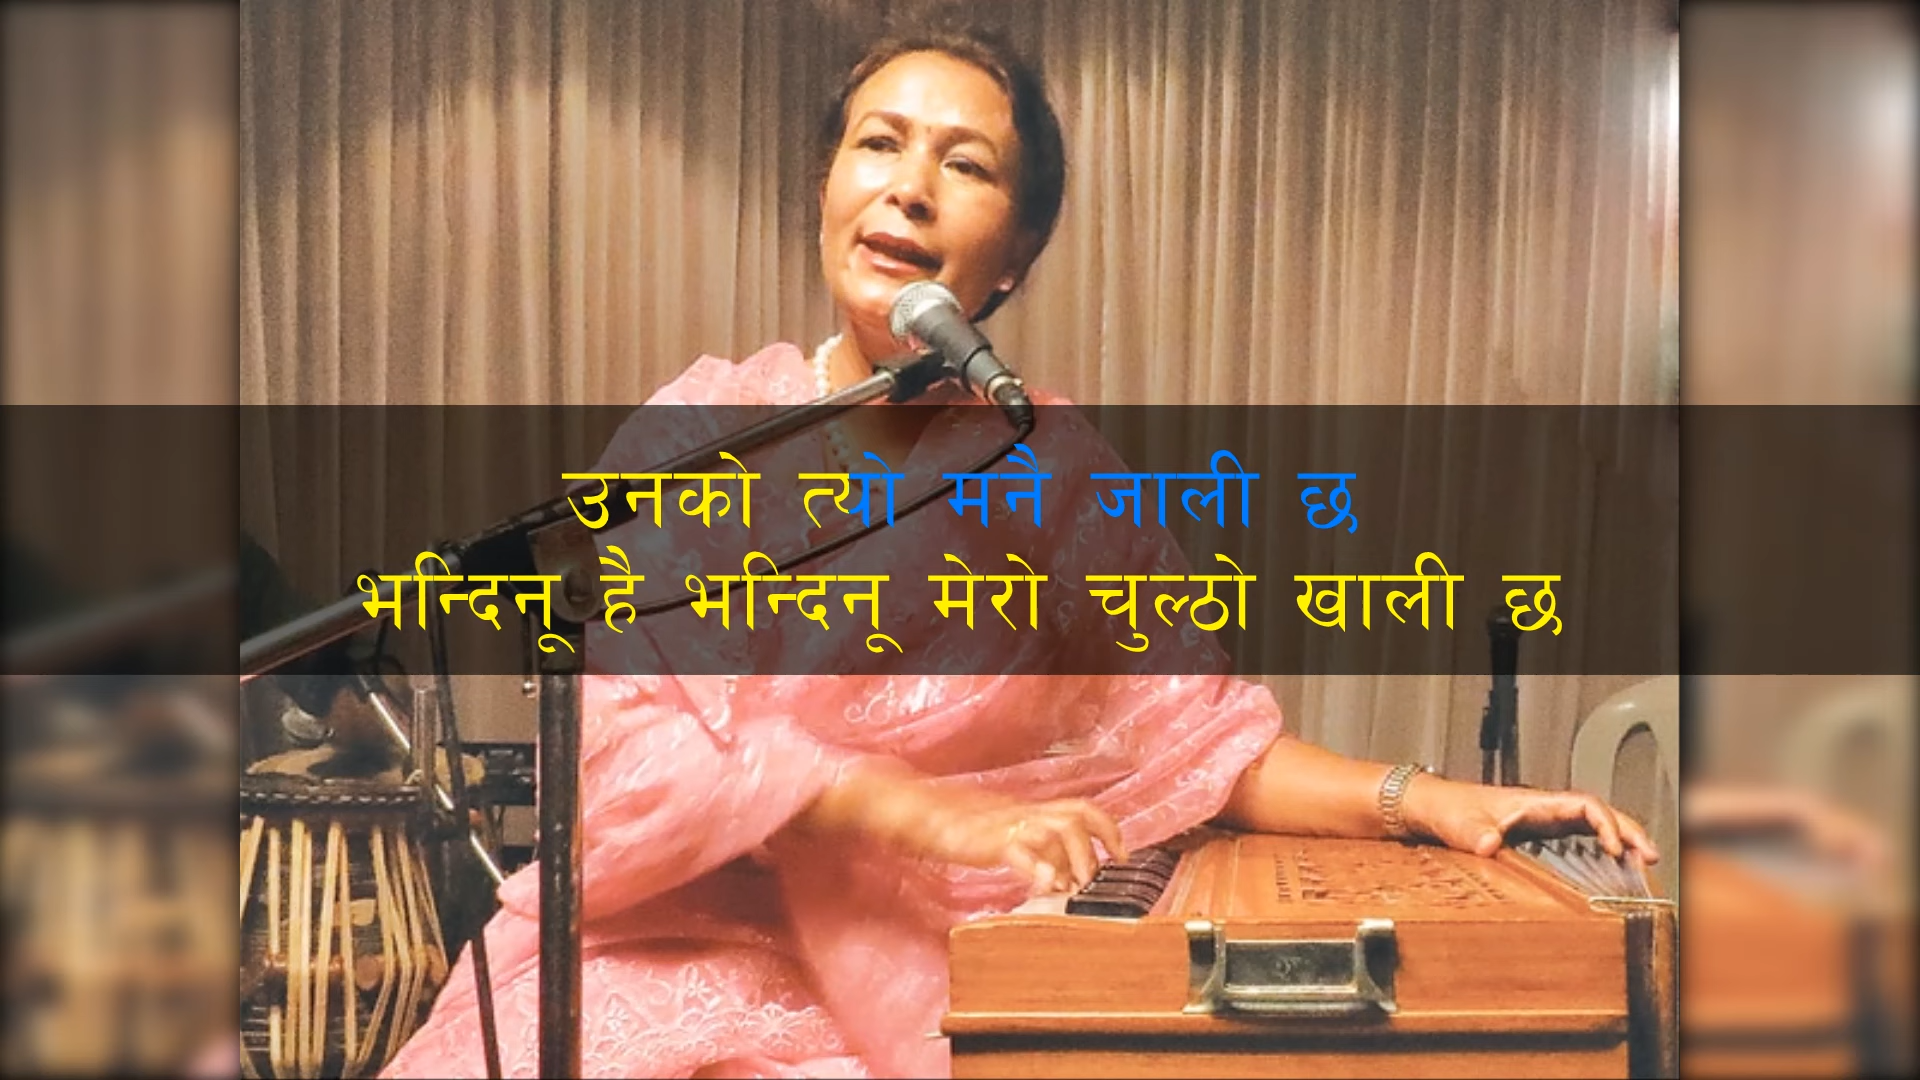 उनको त्यो मनै जाली छ
भन्दिनू है भन्दिनू मेरो चुल्ठो खाली छ